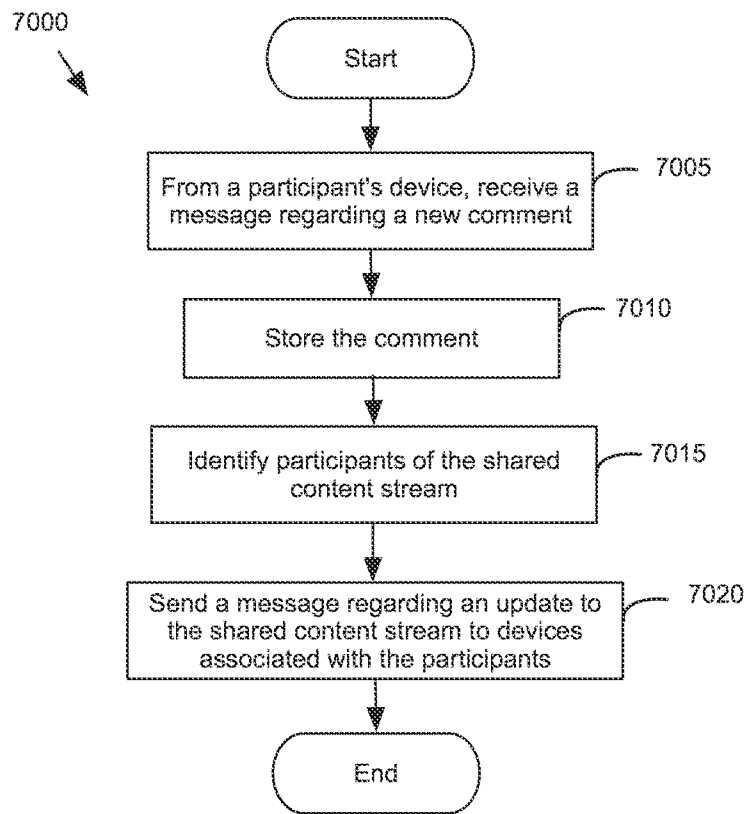 7000
Start
From a participant's device, receive a
message regarding a new comment
7005
Store the comment
7010
Identify participants of the shared
content stream
7015
Send a message regarding an update to
the shared content stream to devices
associated with the participants
7020
End